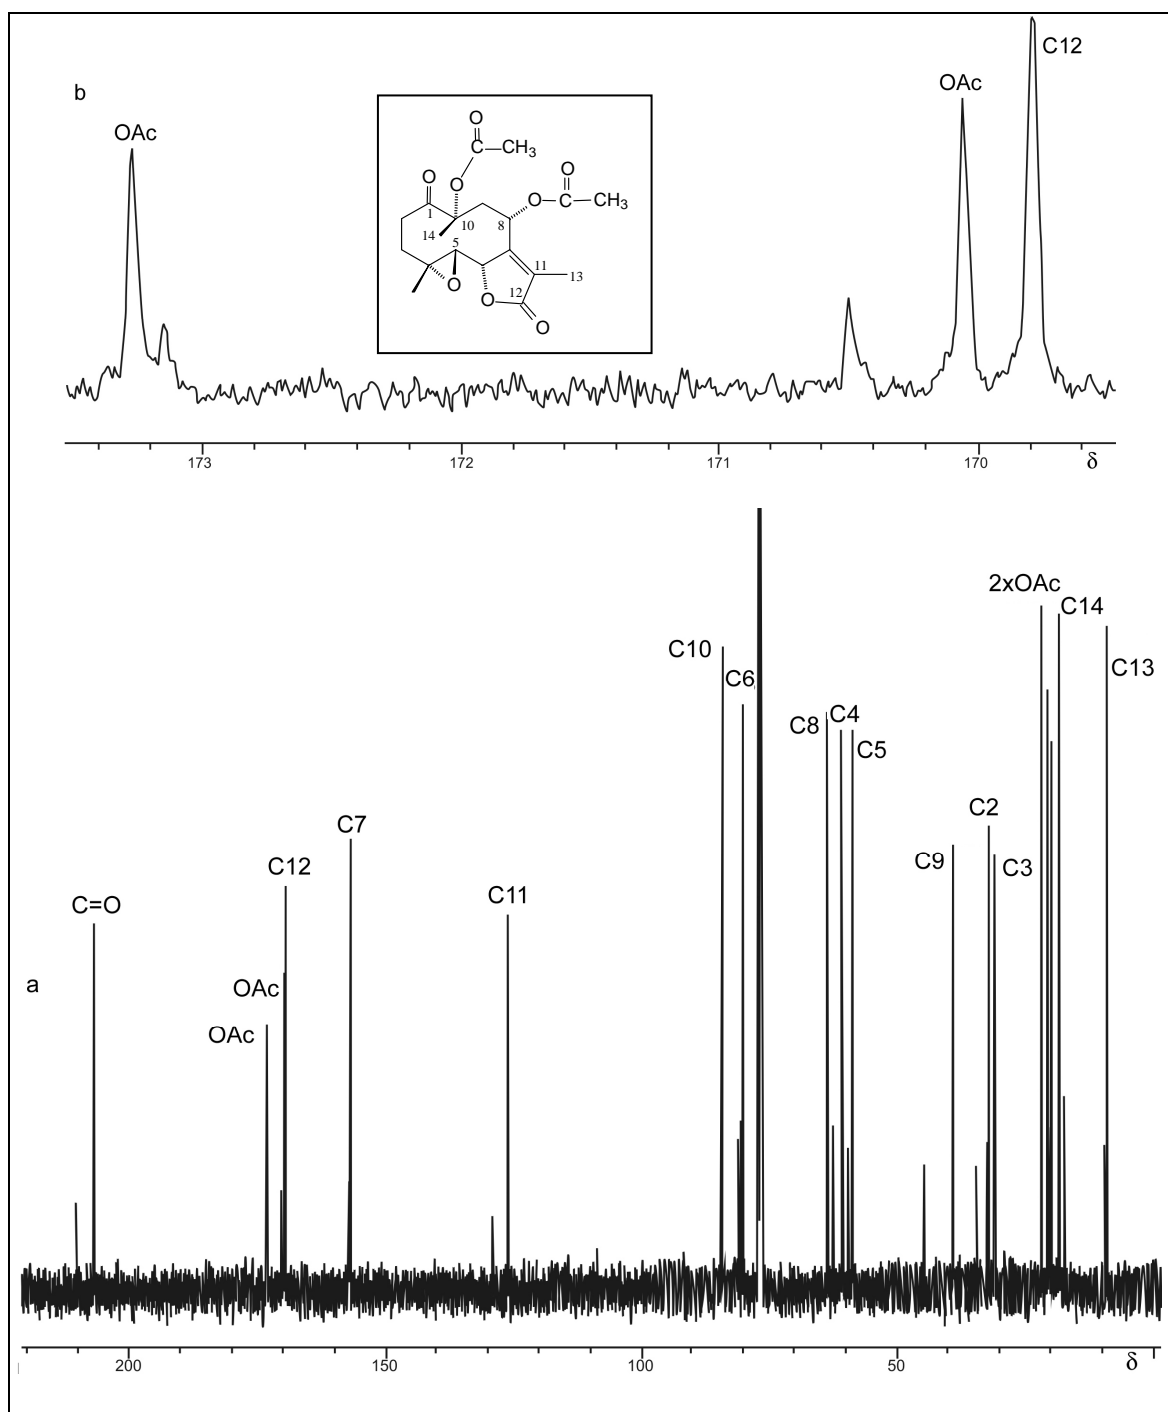 b
OAc
OAc
C12
O
C—CH3
O
O
O
O
C—CH3
1
10
8
14
5
11
13
O
O
12
O
173
172
171
170
δ
a
C=O
OAc
OAc
C12
C7
C11
C10
C6
C8
C4
C5
C9
C2
C3
2xOAc
C14
C13
200
150
100
50
δ